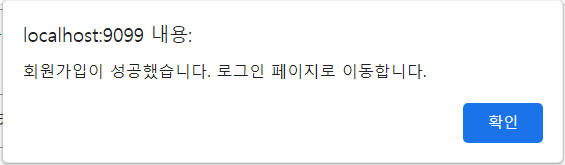 localhost:9099 내용:
회원가입이 성공했습니다. 로그인 페이지로 이동합니다.
확인